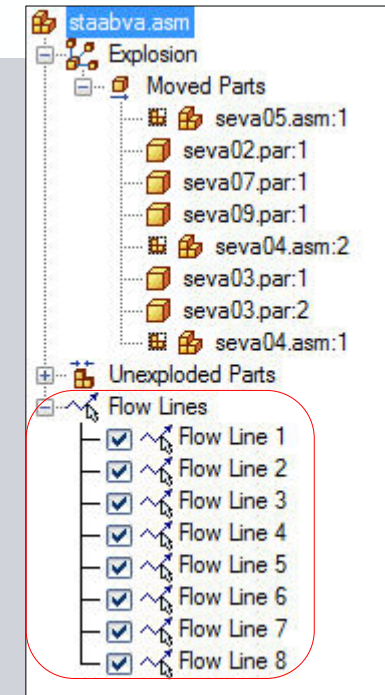 staabva.asm
Explosion
Moved Parts
seva05.asm:1
seva02.par:1
seva07.par:1
seva09.par:1
seva04.asm:2
seva03.par:1
seva03.par:2
seva04.asm:1
Unexploded Parts
Flow Lines
Flow Line 1
Flow Line 2
Flow Line 3
Flow Line 4
Flow Line 5
Flow Line 6
Flow Line 7
Flow Line 8